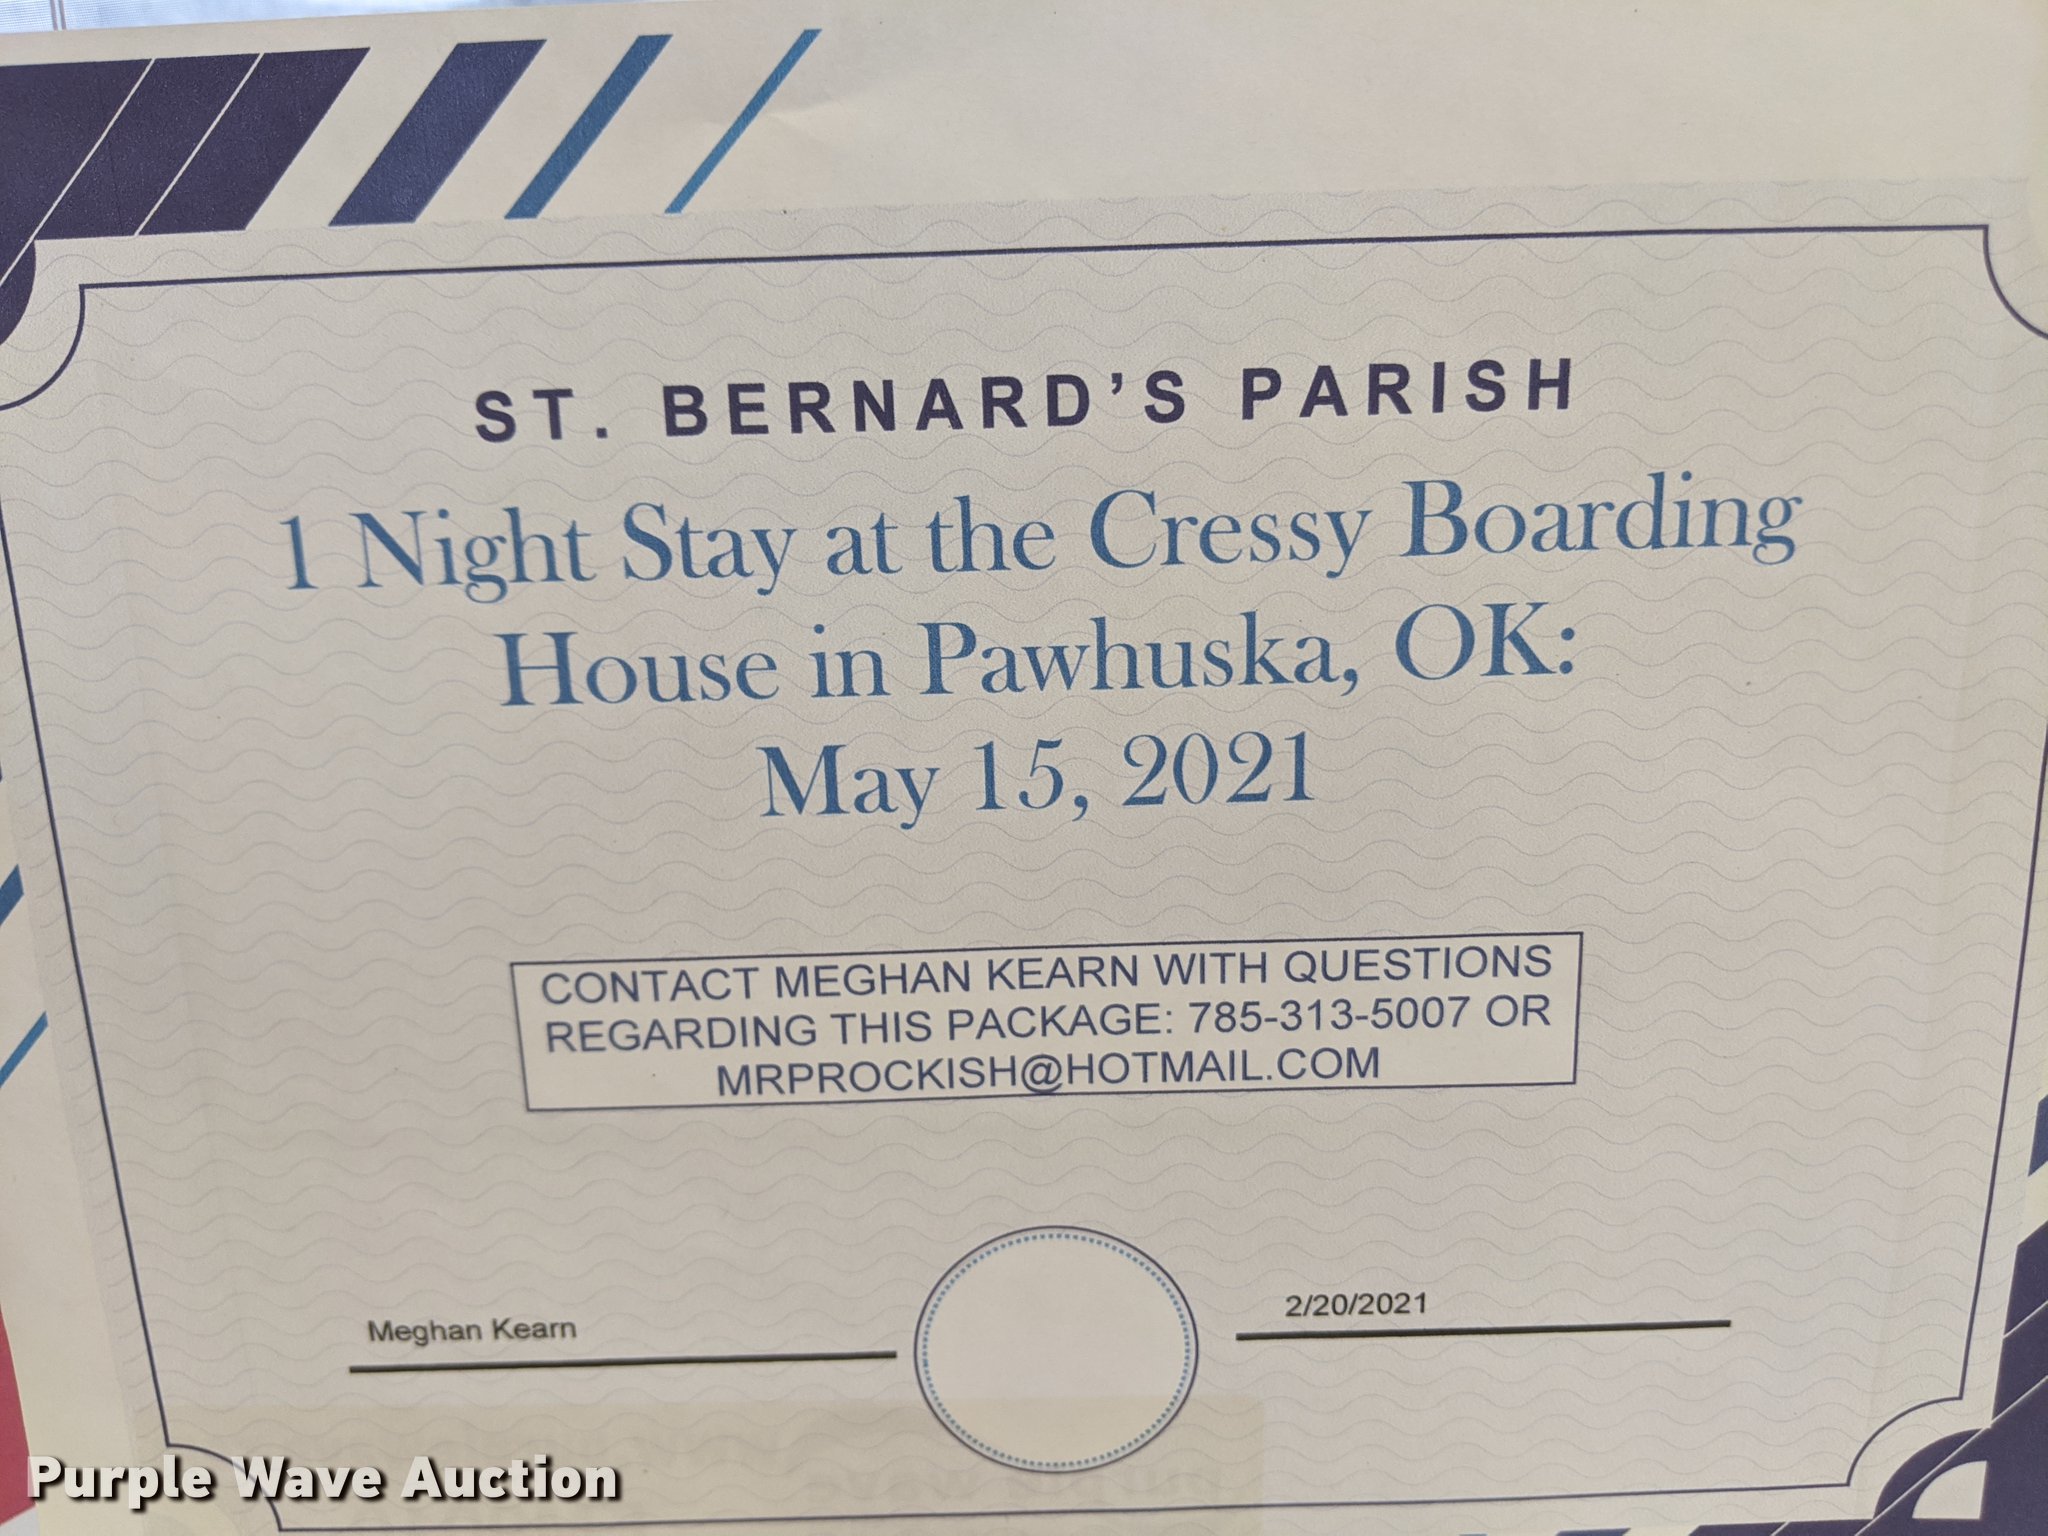 ST. BERNARD'S PARISH
1 Night Stay at the Cressy Boarding
House in Pawhuska, OK:
May 15, 2021
CONTACT MEGHAN KEARN WITH QUESTIONS
REGARDING THIS PACKAGE: 785-313-5007 OR
MRPROCKISH@HOTMAIL.COM
Meghan Kearn
2/20/2021
Purple Wave Auction